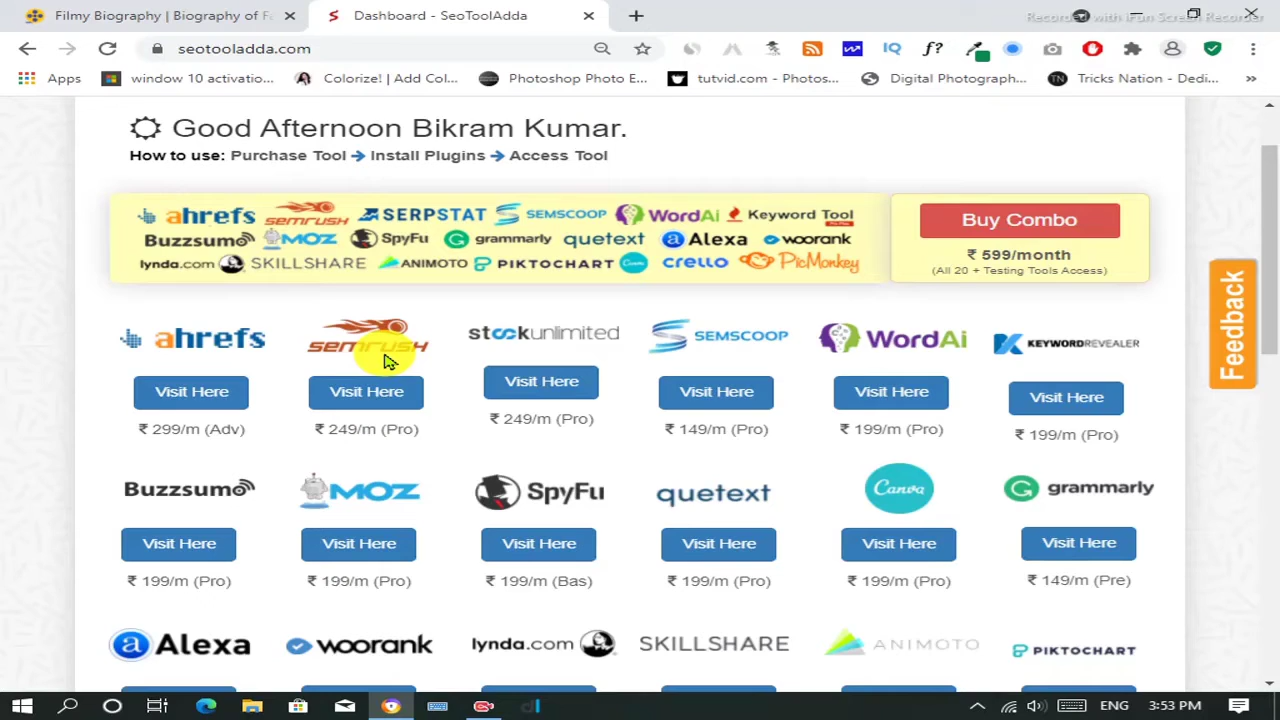 Filmy Biography | Biography of Fa
Dashboard - SeoToolAdda
Recorded with iFun Screen Recorder
seotooladda.com
Apps
window 10 activatio...
Colorize! | Add Col...
Photoshop Photo E...
tutvid.com - Photos...
Digital Photograph...
Tricks Nation - Dedi...
Good Afternoon Bikram Kumar.
How to use: Purchase Tool → Install Plugins → Access Tool
ahrefs SEMRUSH SERPSTAT SEMSCOOP WordAi Keyword Tool
Buzzsumo MOZ SpyFu grammarly quetext Alexa woorank
lynda.com SKILLSHARE ANIMOTO PIKTOCHART Canva crello PicMonkey
Buy Combo
₹ 599/month
(All 20 + Testing Tools Access)
Feedback
ahrefs SEMRUSH stockunlimited SEMSCOOP WordAi KEYWORDREVEALER
Visit Here Visit Here Visit Here Visit Here Visit Here Visit Here
₹ 299/m (Adv) ₹ 249/m (Pro) ₹ 249/m (Pro) ₹ 149/m (Pro) ₹ 199/m (Pro) ₹ 199/m (Pro)
Buzzsumo MOZ SpyFu quetext Canva grammarly
Visit Here Visit Here Visit Here Visit Here Visit Here Visit Here
₹ 199/m (Pro) ₹ 199/m (Pro) ₹ 199/m (Bas) ₹ 199/m (Pro) ₹ 199/m (Pro) ₹ 149/m (Pre)
Alexa woorank lynda.com SKILLSHARE ANIMOTO PIKTOCHART
ENG 3:53 PM